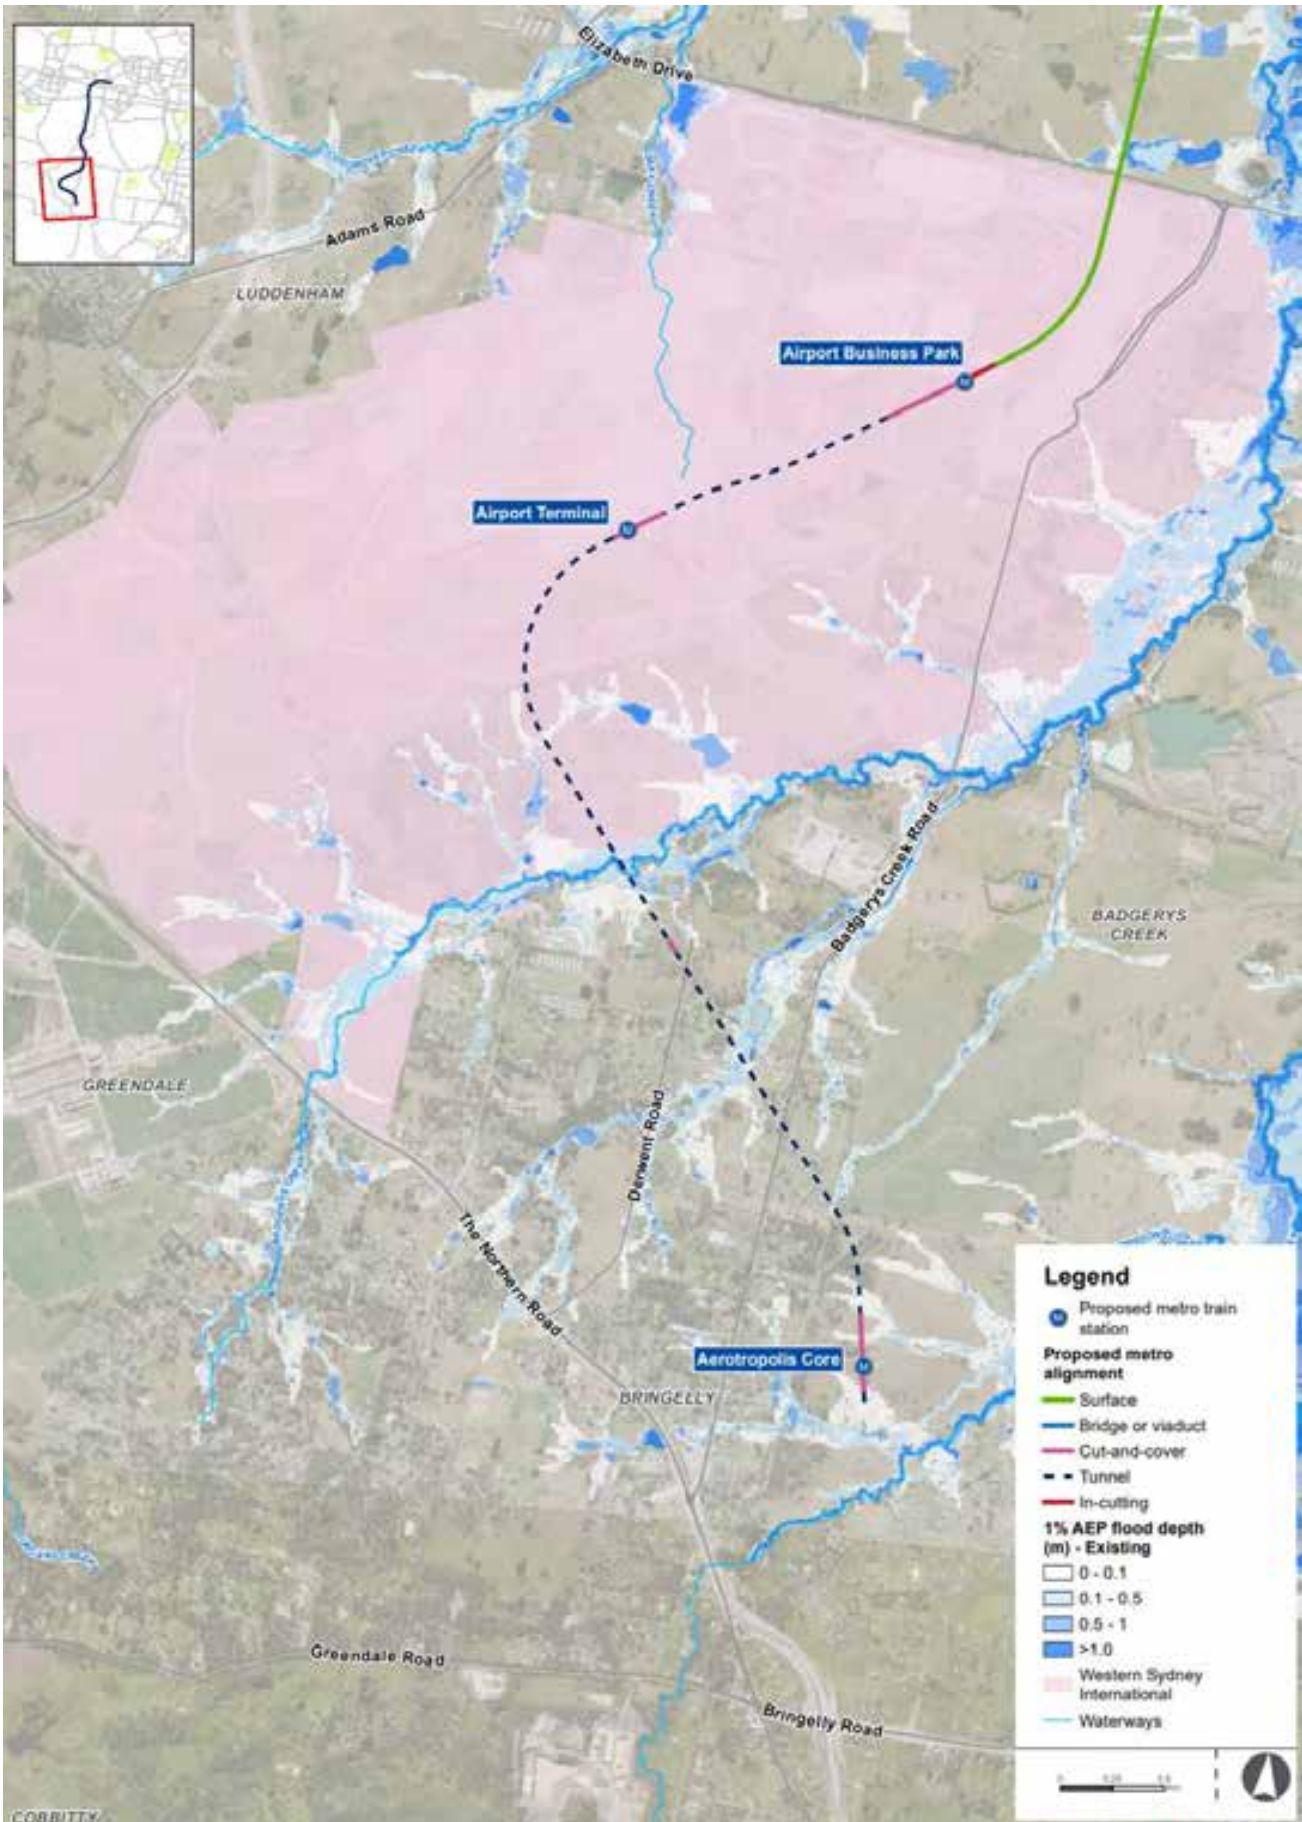 Elizabeth Drive
Adams Road
LUDDENHAM
Airport Business Park
Airport Terminal
Badgerys Creek Road
BADGERYS
CREEK
GREENDALE
Derwent Road
The Northern Road
Aerotropolis Core
BRINGELLY
Greendale Road
Bringelly Road
COBBITTY
Legend
M Proposed metro train
station
Proposed metro
alignment
Surface
Bridge or viaduct
Cut-and-cover
Tunnel
In-cutting
1% AEP flood depth
(m) - Existing
0 - 0.1
0.1 - 0.5
0.5 - 1
>1.0
Western Sydney
International
Waterways